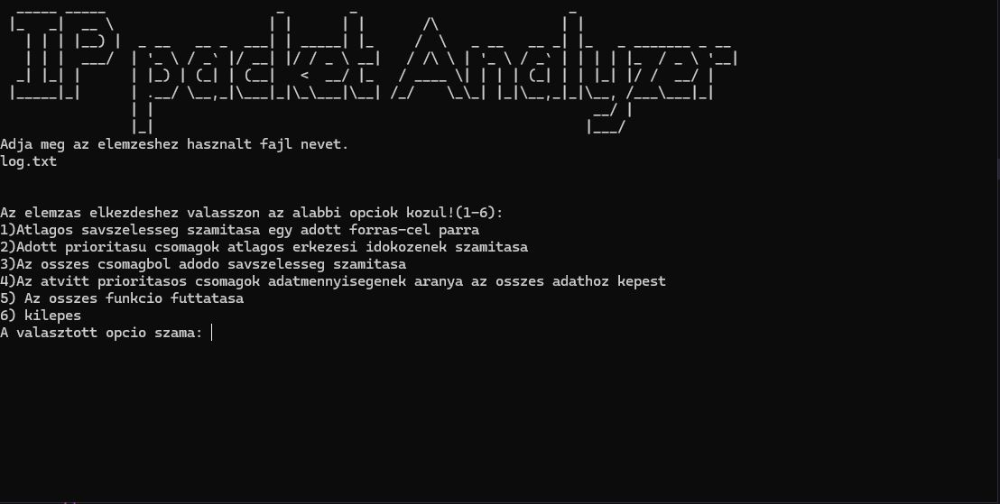 IP packet Analyzer
Adja meg az elemzeshez hasznalt fajl nevet.
log.txt
Az elemzas elkezdeshez valasszon az alabbi opciok kozul!(1-6):
1)Atlagos savszelesseg szamitasa egy adott forras-cel parra
2)Adott prioritasu csomagok atlagos erkezesi idokozenek szamitasa
3)Az osszes csomagbol adodo savszelesseg szamitasa
4)Az atvitt prioritasos csomagok adatmennyisegenek aranya az osszes adathoz kepest
5) Az osszes funkcio futtatasa
6) kilepes
A valasztott opcio szama: